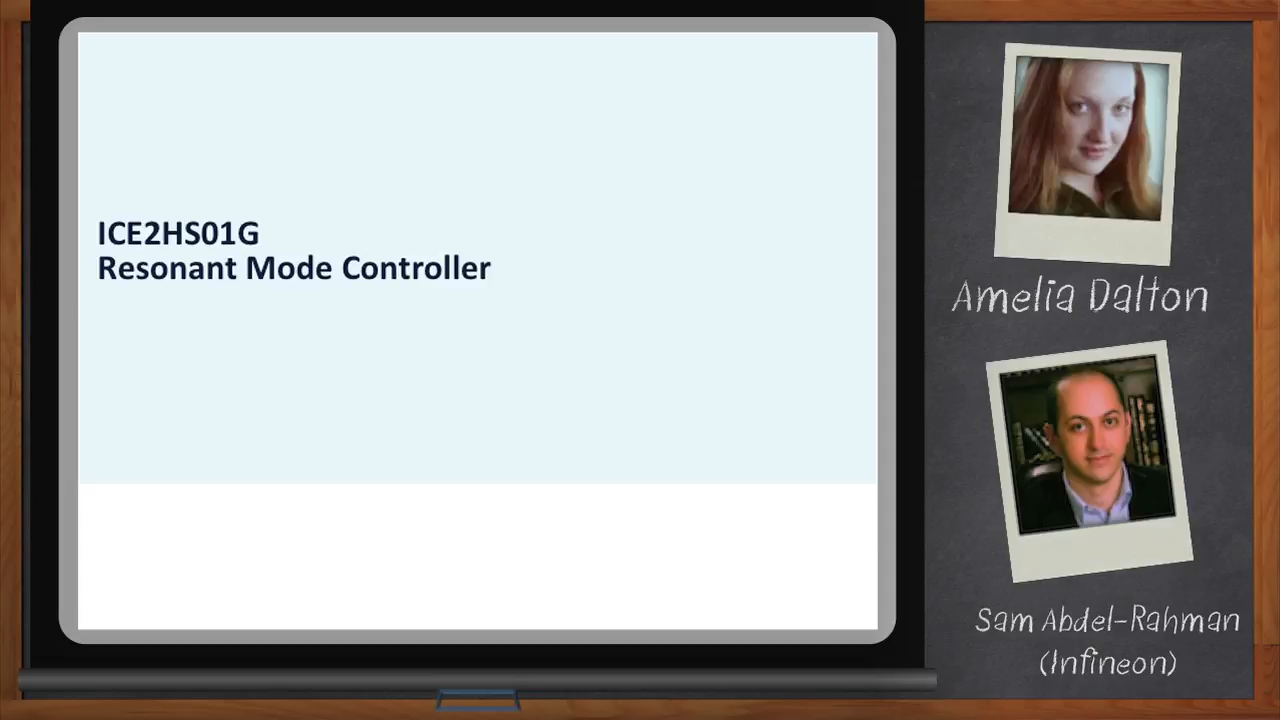 ICE2HS01G
Resonant Mode Controller
Amelia Dalton
Sam Abdel-Rahman
(Infineon)